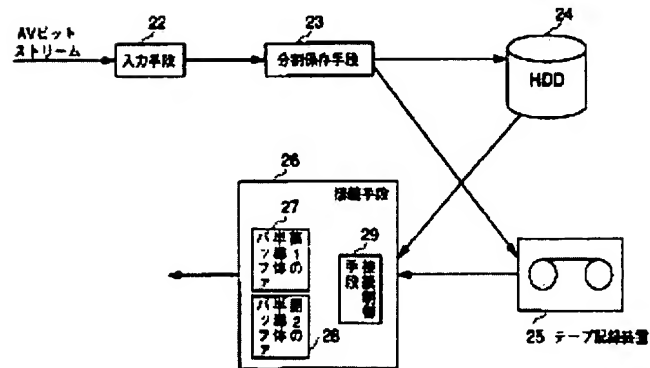 AVビット
ストリーム
22
入力手段
23
分割操作手段
24
HDD
26
接続手段
27
第1の
半導体
バッファ
29
接続制御
手段
第2の
半導体
バッファ
28
25 テープ記録装置